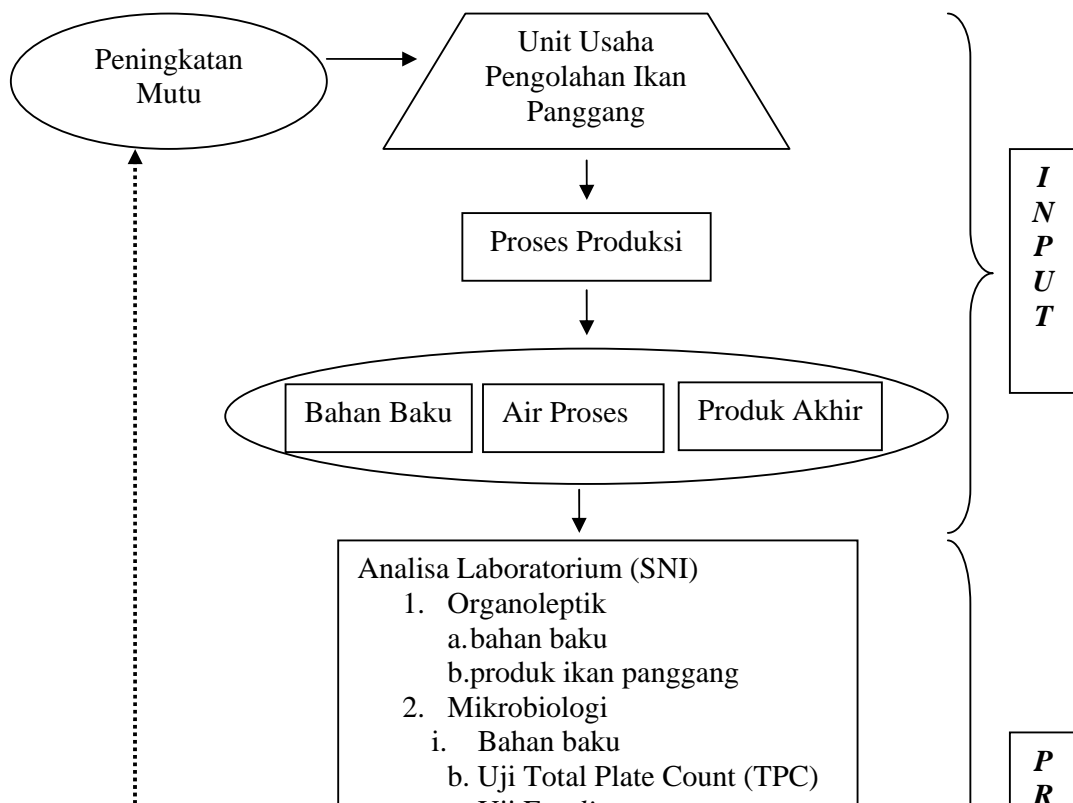 Peningkatan
Mutu
Unit Usaha
Pengolahan Ikan
Panggang
Proses Produksi
Bahan Baku
Air Proses
Produk Akhir
I
N
P
U
T
Analisa Laboratorium (SNI)
1. Organoleptik
a.bahan baku
b.produk ikan panggang
2. Mikrobiologi
i. Bahan baku
b. Uji Total Plate Count (TPC)
P
R